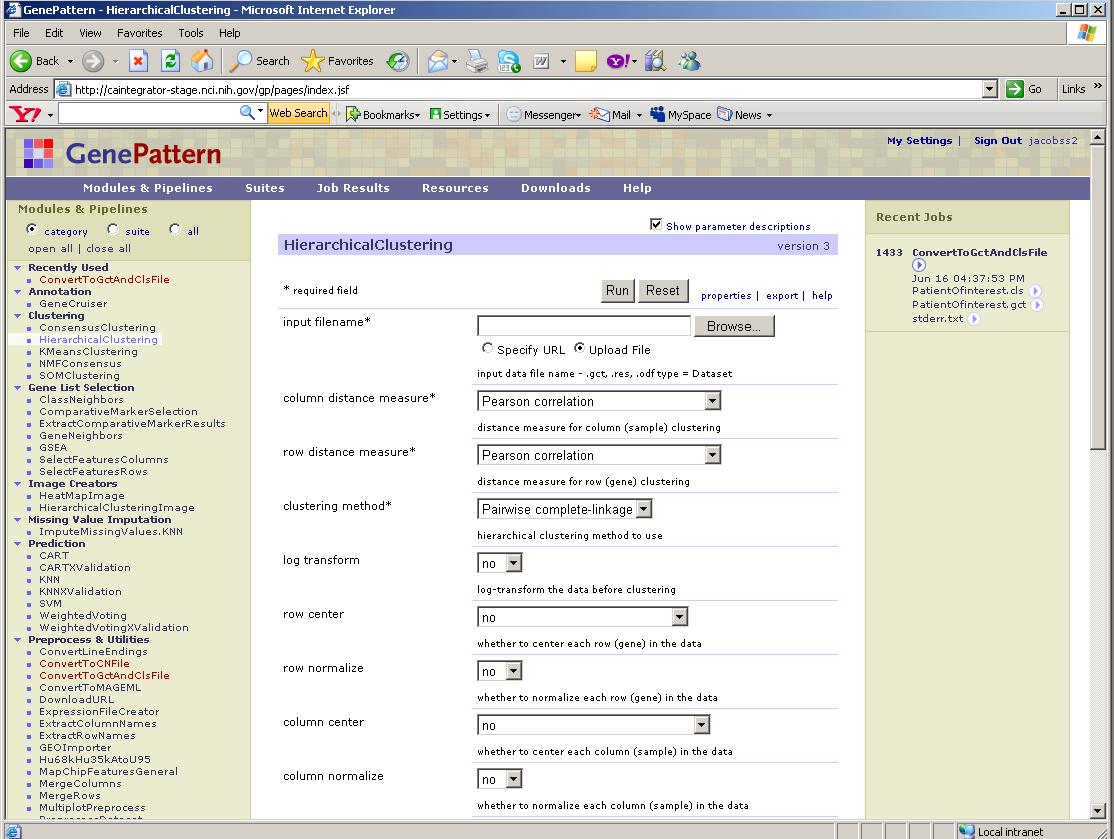 GenePattern - HierarchicalClustering - Microsoft Internet Explorer
File Edit View Favorites Tools Help
Back Search Favorites
Address http://caintegrator-stage.nci.nih.gov/gp/pages/index.jsf Go Links »
Y! Web Search Bookmarks Settings Messenger Mail MySpace News
GenePattern
My Settings | Sign Out jacobss2
Modules & Pipelines Suites Job Results Resources Downloads Help
Modules & Pipelines
category suite all
open all | close all
Recently Used
ConvertToGctAndClsFile
Annotation
GeneCruiser
Clustering
ConsensusClustering
HierarchicalClustering
KMeansClustering
NMFConsensus
SOMClustering
Gene List Selection
ClassNeighbors
ComparativeMarkerSelection
ExtractComparativeMarkerResults
GeneNeighbors
GSEA
SelectFeaturesColumns
SelectFeaturesRows
Image Creators
HeatMapImage
HierarchicalClusteringImage
Missing Value Imputation
ImputeMissingValues.KNN
Prediction
CART
CARTXValidation
KNN
KNNXValidation
SVM
WeightedVoting
WeightedVotingXValidation
Preprocess & Utilities
ConvertLineEndings
ConvertToCNFile
ConvertToGctAndClsFile
ConvertToMAGEML
DownloadURL
ExpressionFileCreator
ExtractColumnNames
ExtractRowNames
GEOImporter
Hu68kHu35kAtoU95
MapChipFeaturesGeneral
MergeColumns
MergeRows
MultiplotPreprocess
Show parameter descriptions
HierarchicalClustering version 3
* required field Run Reset properties | export | help
input filename* Browse...
Specify URL Upload File
input data file name - .gct, .res, .odf type = Dataset
column distance measure* Pearson correlation
distance measure for column (sample) clustering
row distance measure* Pearson correlation
distance measure for row (gene) clustering
clustering method* Pairwise complete-linkage
hierarchical clustering method to use
log transform no
log-transform the data before clustering
row center no
whether to center each row (gene) in the data
row normalize no
whether to normalize each row (gene) in the data
column center no
whether to center each column (sample) in the data
column normalize no
whether to normalize each column (sample) in the data
Recent Jobs
1433 ConvertToGctAndClsFile
Jun 16 04:37:53 PM
PatientOfinterest.cls
PatientOfinterest.gct
stderr.txt
Local intranet